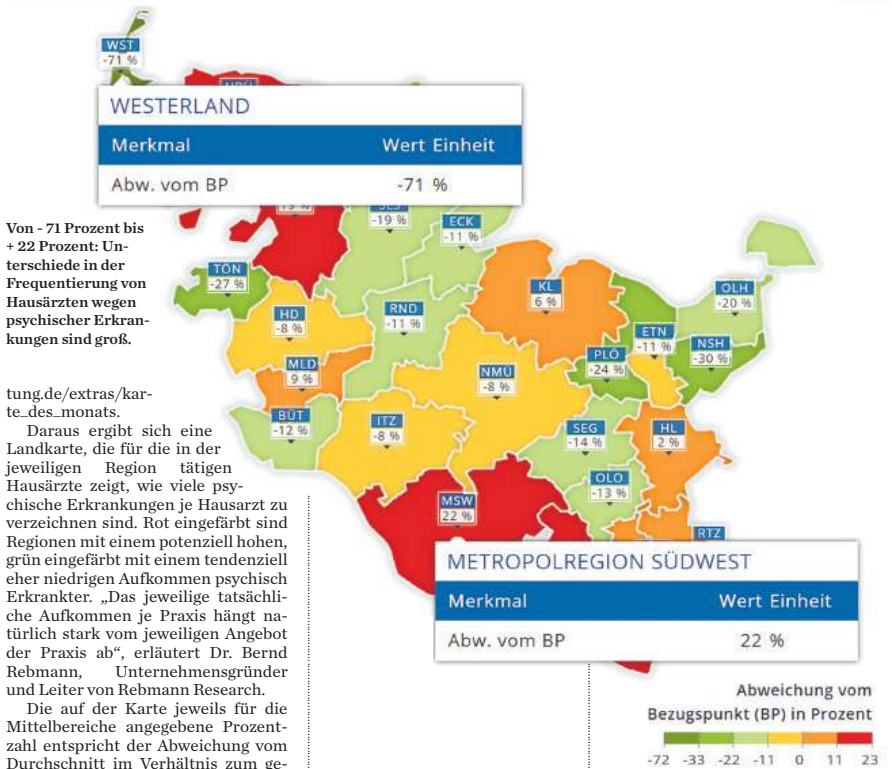 WST
-71 %
WESTERLAND
Merkmal Wert Einheit
Abw. vom BP -71 %
Von - 71 Prozent bis
+ 22 Prozent: Un-
terschiede in der
Frequentierung von
Hausärzten wegen
psychischer Erkran-
kungen sind groß.
-19 %
ECK
-11 %
TÖN
-27 %
HD
-8 %
RND
-11 %
KL
6 %
OLH
-20 %
ETN
-11 %
NSH
-30 %
PLÖ
-24 %
MLD
9 %
NMÜ
-8 %
BÜT
-12 %
ITZ
-8 %
SEG
-14 %
HL
2 %
OLO
-13 %
MSW
22 %
RTZ
METROPOLREGION SÜDWEST
Merkmal Wert Einheit
Abw. vom BP 22 %
tung.de/extras/kar-
te_des_monats.
Daraus ergibt sich eine
Landkarte, die für die in der
jeweiligen Region tätigen
Hausärzte zeigt, wie viele psy-
chische Erkrankungen je Hausarzt zu
verzeichnen sind. Rot eingefärbt sind
Regionen mit einem potenziell hohen,
grün eingefärbt mit einem tendenziell
eher niedrigen Aufkommen psychisch
Erkrankter. „Das jeweilige tatsächli-
che Aufkommen je Praxis hängt na-
türlich stark vom jeweiligen Angebot
der Praxis ab“, erläutert Dr. Bernd
Rebmann, Unternehmensgründer
und Leiter von Rebmann Research.
Die auf der Karte jeweils für die
Mittelbereiche angegebene Prozent-
zahl entspricht der Abweichung vom
Durchschnitt im Verhältnis zum ge-
Abweichung vom
Bezugspunkt (BP) in Prozent
-72 -33 -22 -11 0 11 23